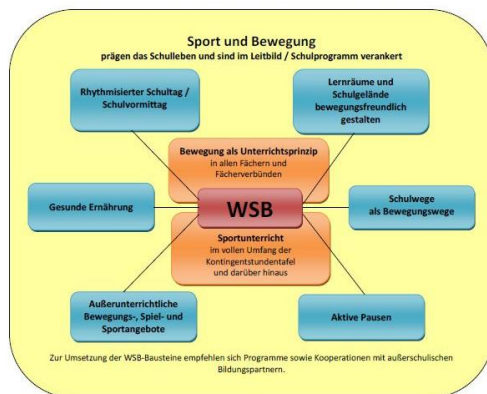 Sport und Bewegung
prägen das Schulleben und sind im Leitbild / Schulprogramm verankert
Rhythmisierter Schultag /
Schulvormittag
Lernräume und
Schulgelände
bewegungsfreundlich
gestalten
Bewegung als Unterrichtsprinzip
in allen Fächern und
Fächerverbünden
Gesunde Ernährung
WSB
Schulwege
als Bewegungswege
Sportunterricht
im vollen Umfang der
Kontingentstundentafel
und darüber hinaus
Außerunterrichtliche
Bewegungs-, Spiel- und
Sportangebote
Aktive Pausen
Zur Umsetzung der WSB-Bausteine empfehlen sich Programme sowie Kooperationen mit außerschulischen
Bildungspartnern.